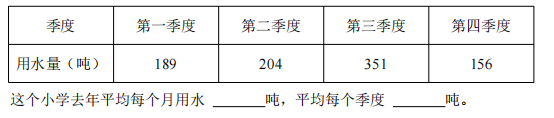 季度 第一季度 第二季度 第三季度 第四季度
用水量（吨） 189 204 351 156
这个小学去年平均每个月用水 ______吨，平均每个季度 ______吨。